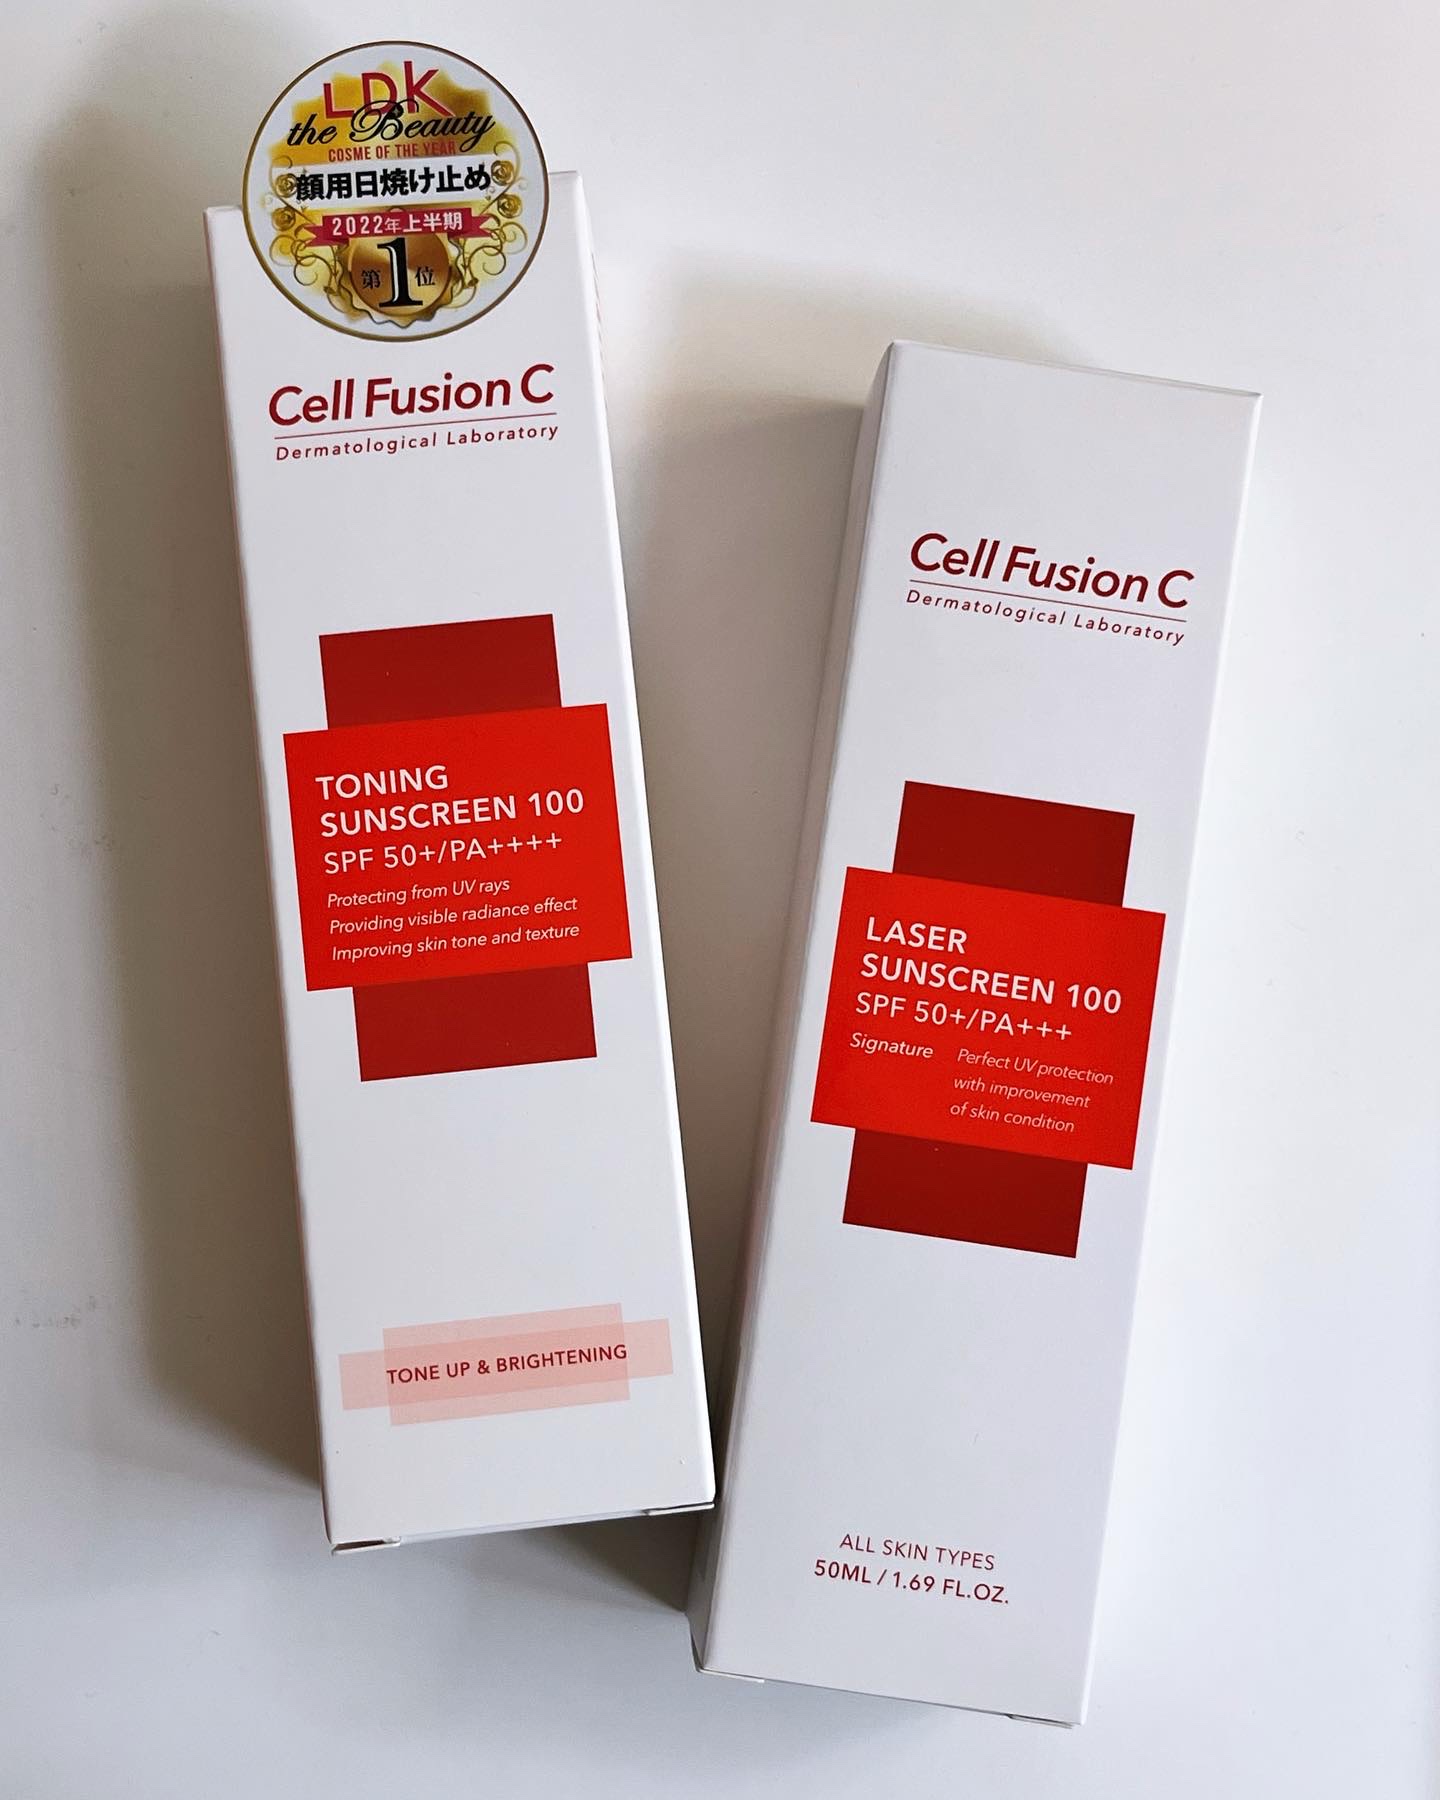 LDK
the Beauty
COSME OF THE YEAR
顔用日焼け止め
2022年上半期
第1位
Cell Fusion C
Dermatological Laboratory
TONING
SUNSCREEN 100
SPF 50+/PA++++
Protecting from UV rays
Providing visible radiance effect
Improving skin tone and texture
TONE UP & BRIGHTENING
Cell Fusion C
Dermatological Laboratory
LASER
SUNSCREEN 100
SPF 50+/PA+++
Signature Perfect UV protection
with improvement
of skin condition
ALL SKIN TYPES
50ML / 1.69 FL.OZ.